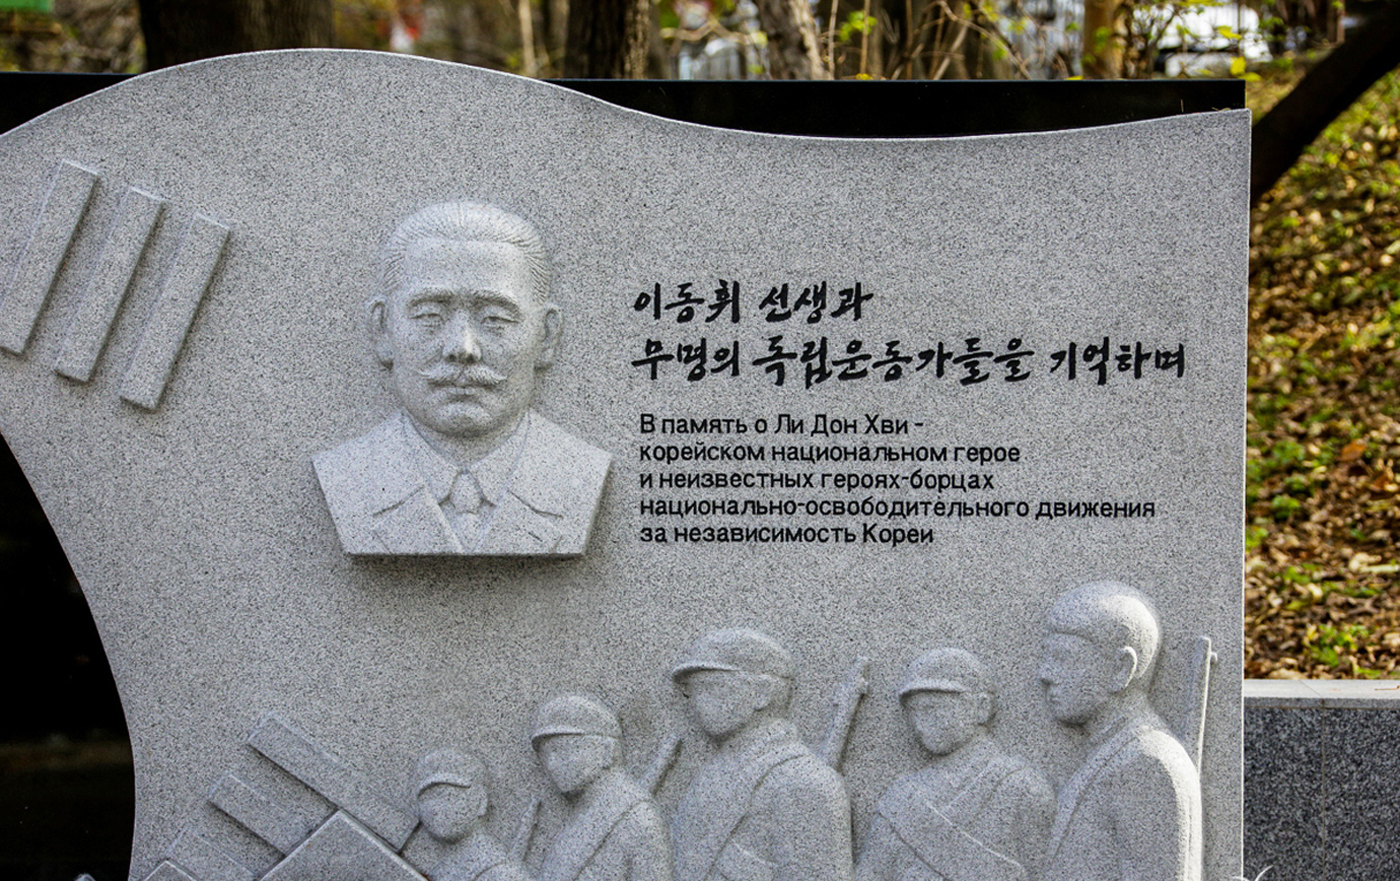 이동휘 선생과
무명의 독립운동가들을 기억하며
В память о Ли Дон Хви -
корейском национальном герое
и неизвестных героях-борцах
национально-освободительного движения
за независимость Кореи